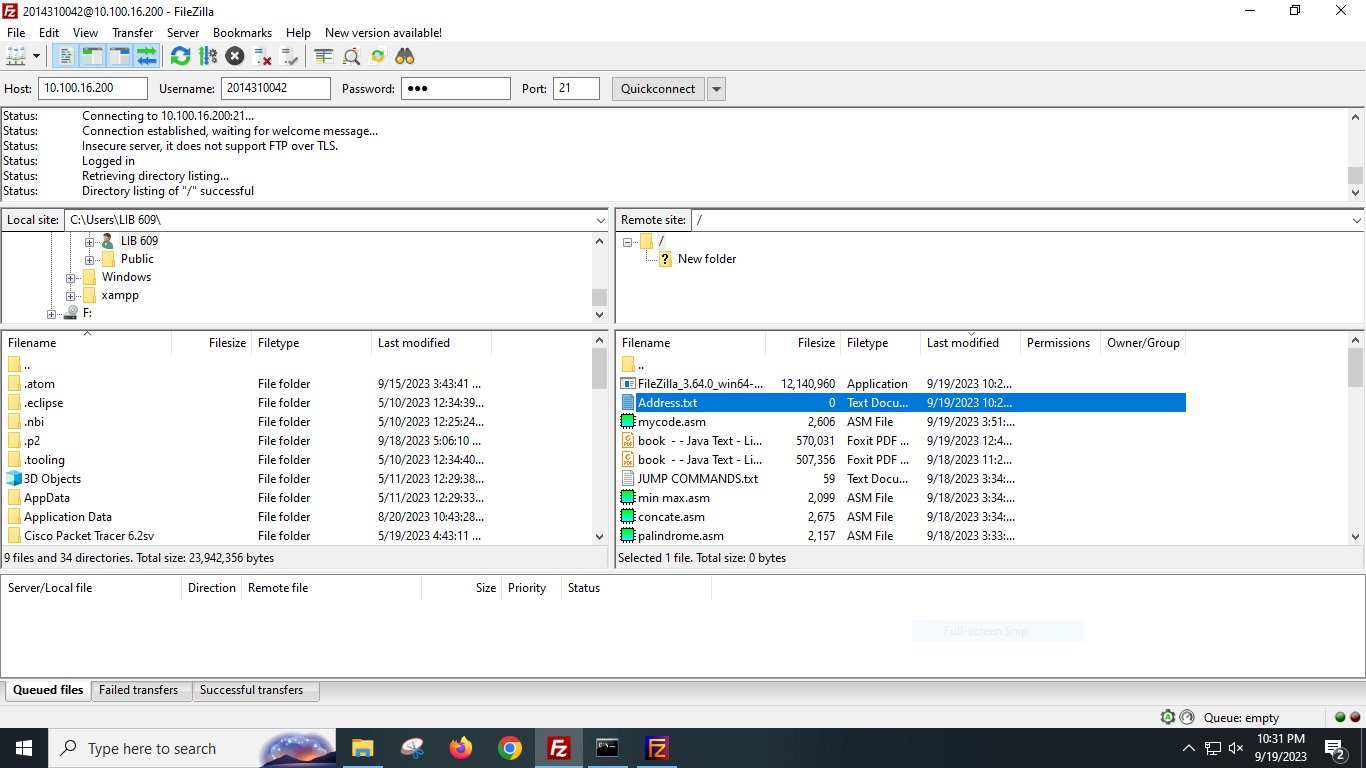 2014310042@10.100.16.200 - FileZilla
File Edit View Transfer Server Bookmarks Help New version available!
Host: 10.100.16.200 Username: 2014310042 Password: ●●● Port: 21 Quickconnect
Status: Connecting to 10.100.16.200:21...
Status: Connection established, waiting for welcome message...
Status: Insecure server, it does not support FTP over TLS.
Status: Logged in
Status: Retrieving directory listing...
Status: Directory listing of "/" successful
Local site: C:\Users\LIB 609\
LIB 609
Public
Windows
xampp
F:
Remote site: /
/
? New folder
Filename Filesize Filetype Last modified
..
.atom File folder 9/15/2023 3:43:41 ...
.eclipse File folder 5/10/2023 12:34:39...
.nbi File folder 5/10/2023 12:25:24...
.p2 File folder 9/18/2023 5:06:10 ...
.tooling File folder 5/10/2023 12:34:40...
3D Objects File folder 5/11/2023 12:29:38...
AppData File folder 5/11/2023 12:29:33...
Application Data File folder 8/20/2023 10:43:28...
Cisco Packet Tracer 6.2sv File folder 5/19/2023 4:43:11 ...
9 files and 34 directories. Total size: 23,942,356 bytes
Filename Filesize Filetype Last modified Permissions Owner/Group
..
FileZilla_3.64.0_win64-... 12,140,960 Application 9/19/2023 10:2...
Address.txt 0 Text Docu... 9/19/2023 10:2...
mycode.asm 2,606 ASM File 9/19/2023 3:51:...
book - - Java Text - Li... 570,031 Foxit PDF ... 9/19/2023 12:4...
book - - Java Text - Li... 507,356 Foxit PDF ... 9/18/2023 11:2...
JUMP COMMANDS.txt 59 Text Docu... 9/18/2023 3:34:...
min max.asm 2,099 ASM File 9/18/2023 3:34:...
concate.asm 2,675 ASM File 9/18/2023 3:34:...
palindrome.asm 2,157 ASM File 9/18/2023 3:33:...
Selected 1 file. Total size: 0 bytes
Server/Local file Direction Remote file Size Priority Status
Full-screen Snip
Queued files Failed transfers Successful transfers
Queue: empty
Type here to search
10:31 PM
9/19/2023
2